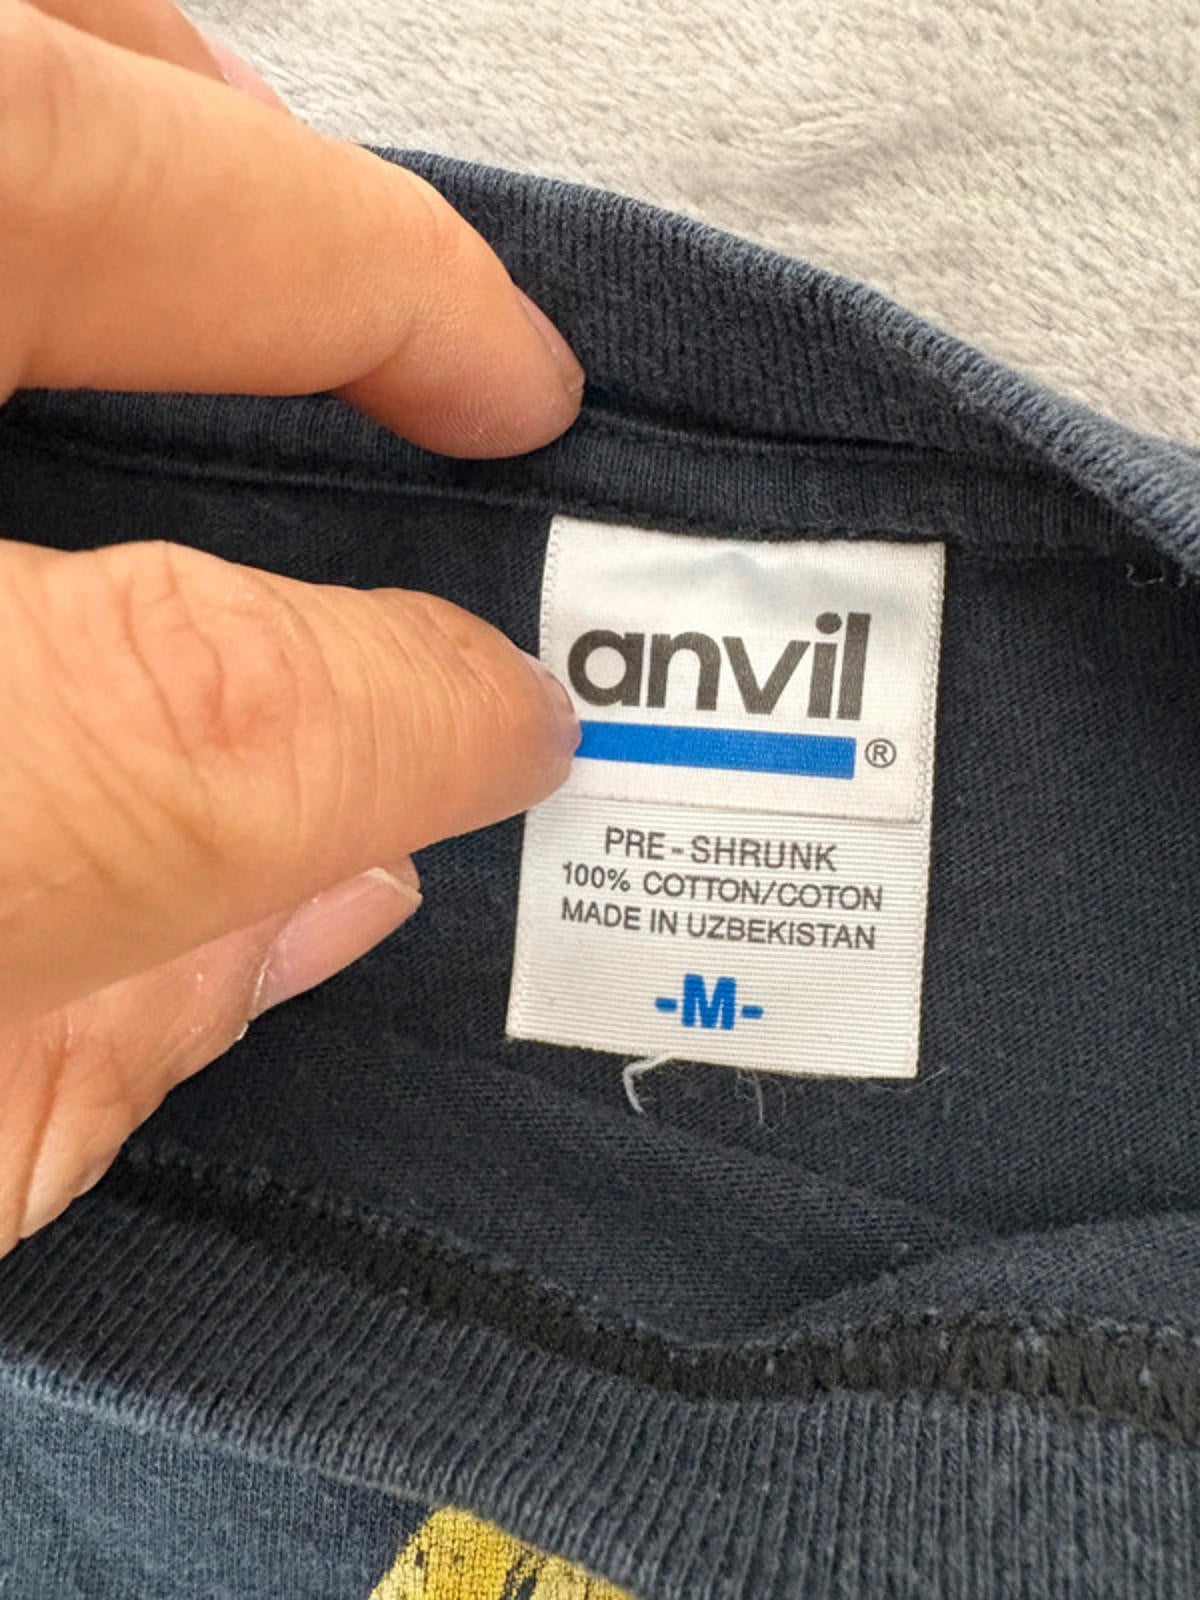 anvil
®
PRE-SHRUNK
100% COTTON/COTON
MADE IN UZBEKISTAN
-M-